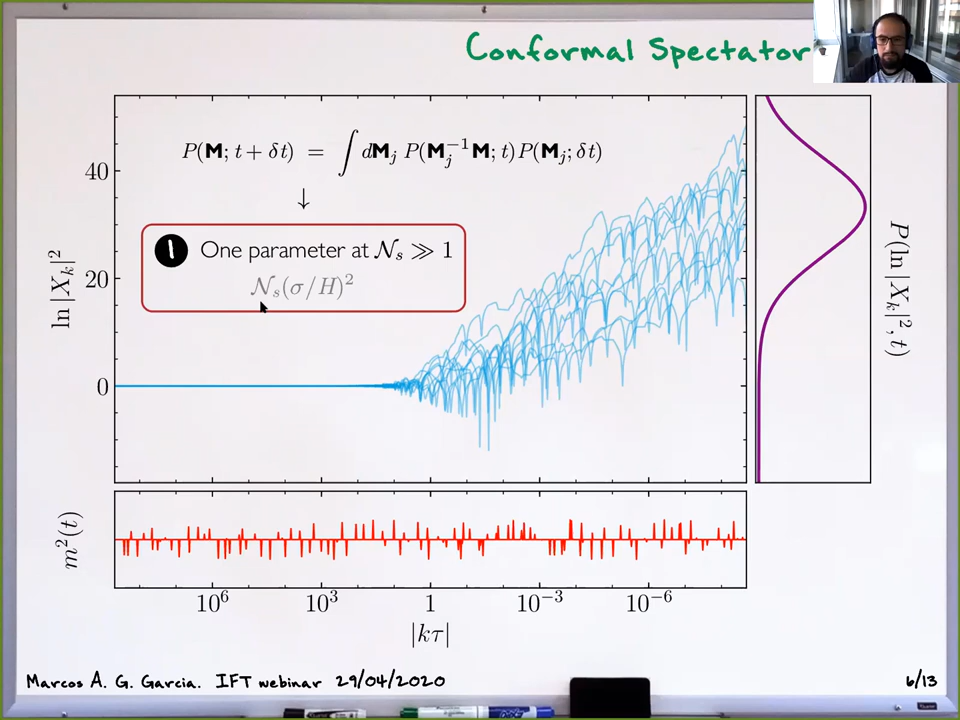 Conformal Spectator
P(M; t + δt) = ∫ dM_j P(M_j^{-1}M; t)P(M_j; δt)
↓
1 One parameter at 𝒩_s ≫ 1
𝒩_s(σ/H)^2
ln |X_k|^2
40
20
0
P(ln |X_k|^2, t)
m^2(t)
10^6 10^3 1 10^{-3} 10^{-6}
|kτ|
Marcos A. G. Garcia. IFT webinar 29/04/2020 6/13